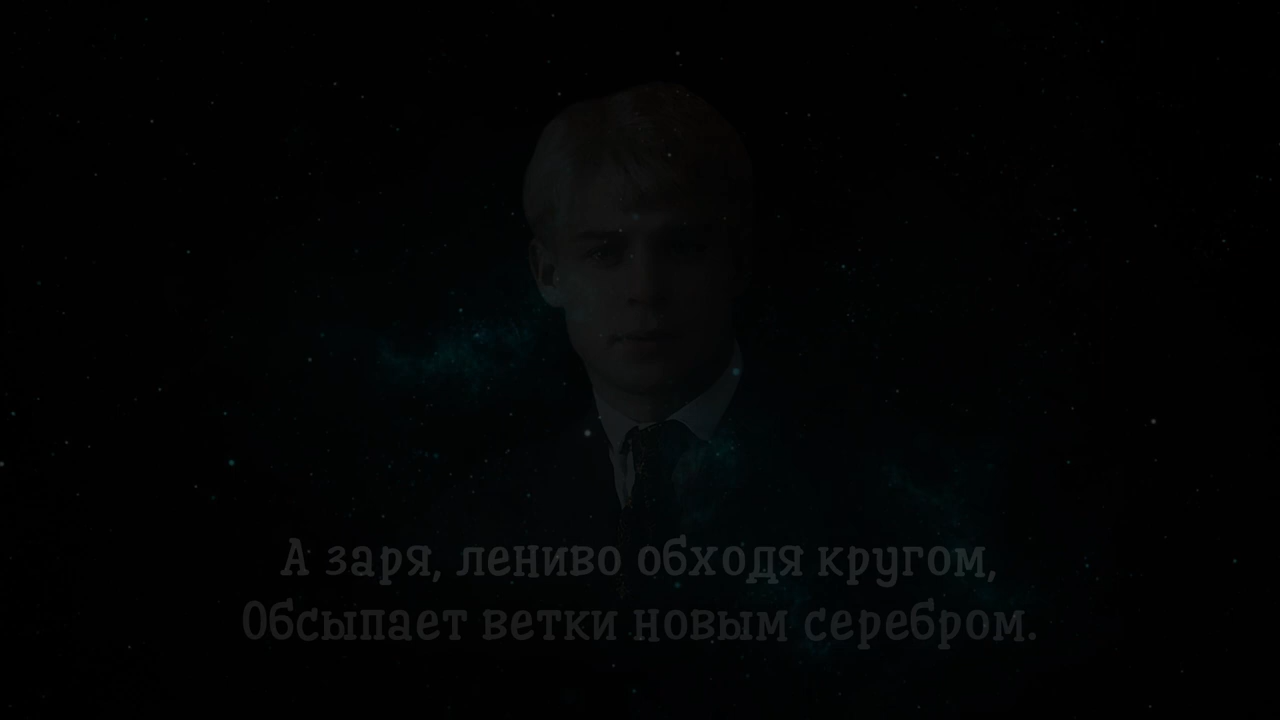 А заря, лениво обходя кругом,
Обсыпает ветки новым серебром.